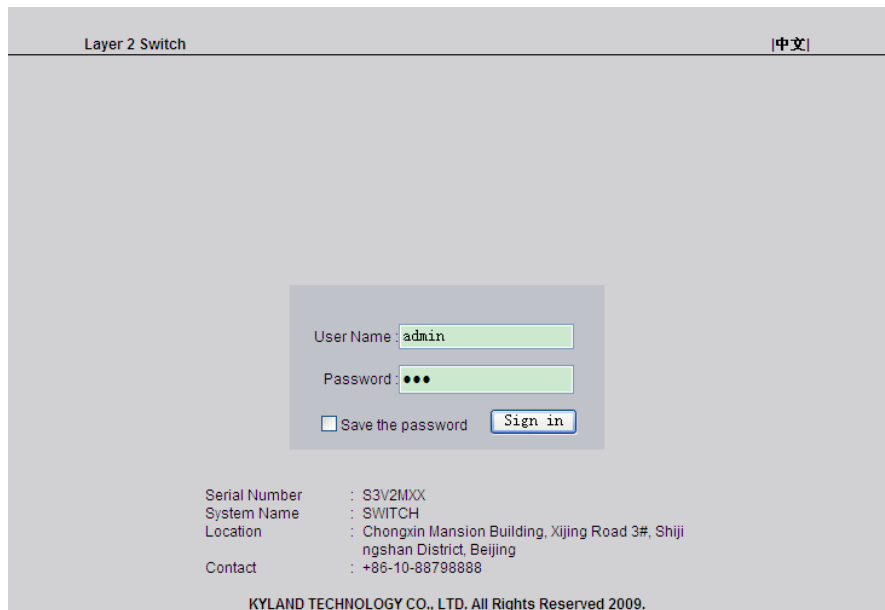 Layer 2 Switch |中文|
User Name : admin
Password : ●●●
Save the password Sign in
Serial Number : S3V2MXX
System Name : SWITCH
Location : Chongxin Mansion Building, Xijing Road 3#, Shiji
ngshan District, Beijing
Contact : +86-10-88798888
KYLAND TECHNOLOGY CO., LTD. All Rights Reserved 2009.